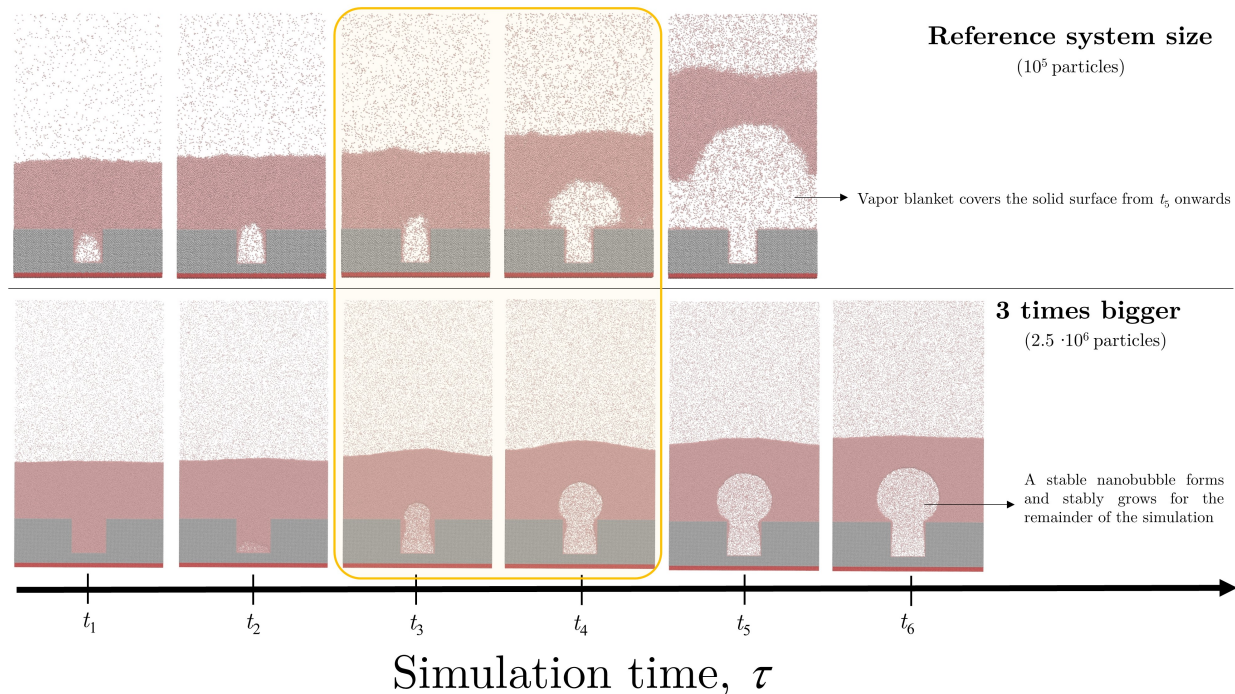 Reference system size
(10⁵ particles)
Vapor blanket covers the solid surface from t₅ onwards
3 times bigger
(2.5 ·10⁶ particles)
A stable nanobubble forms
and stably grows for the
remainder of the simulation
t₁ t₂ t₃ t₄ t₅ t₆
Simulation time, τ